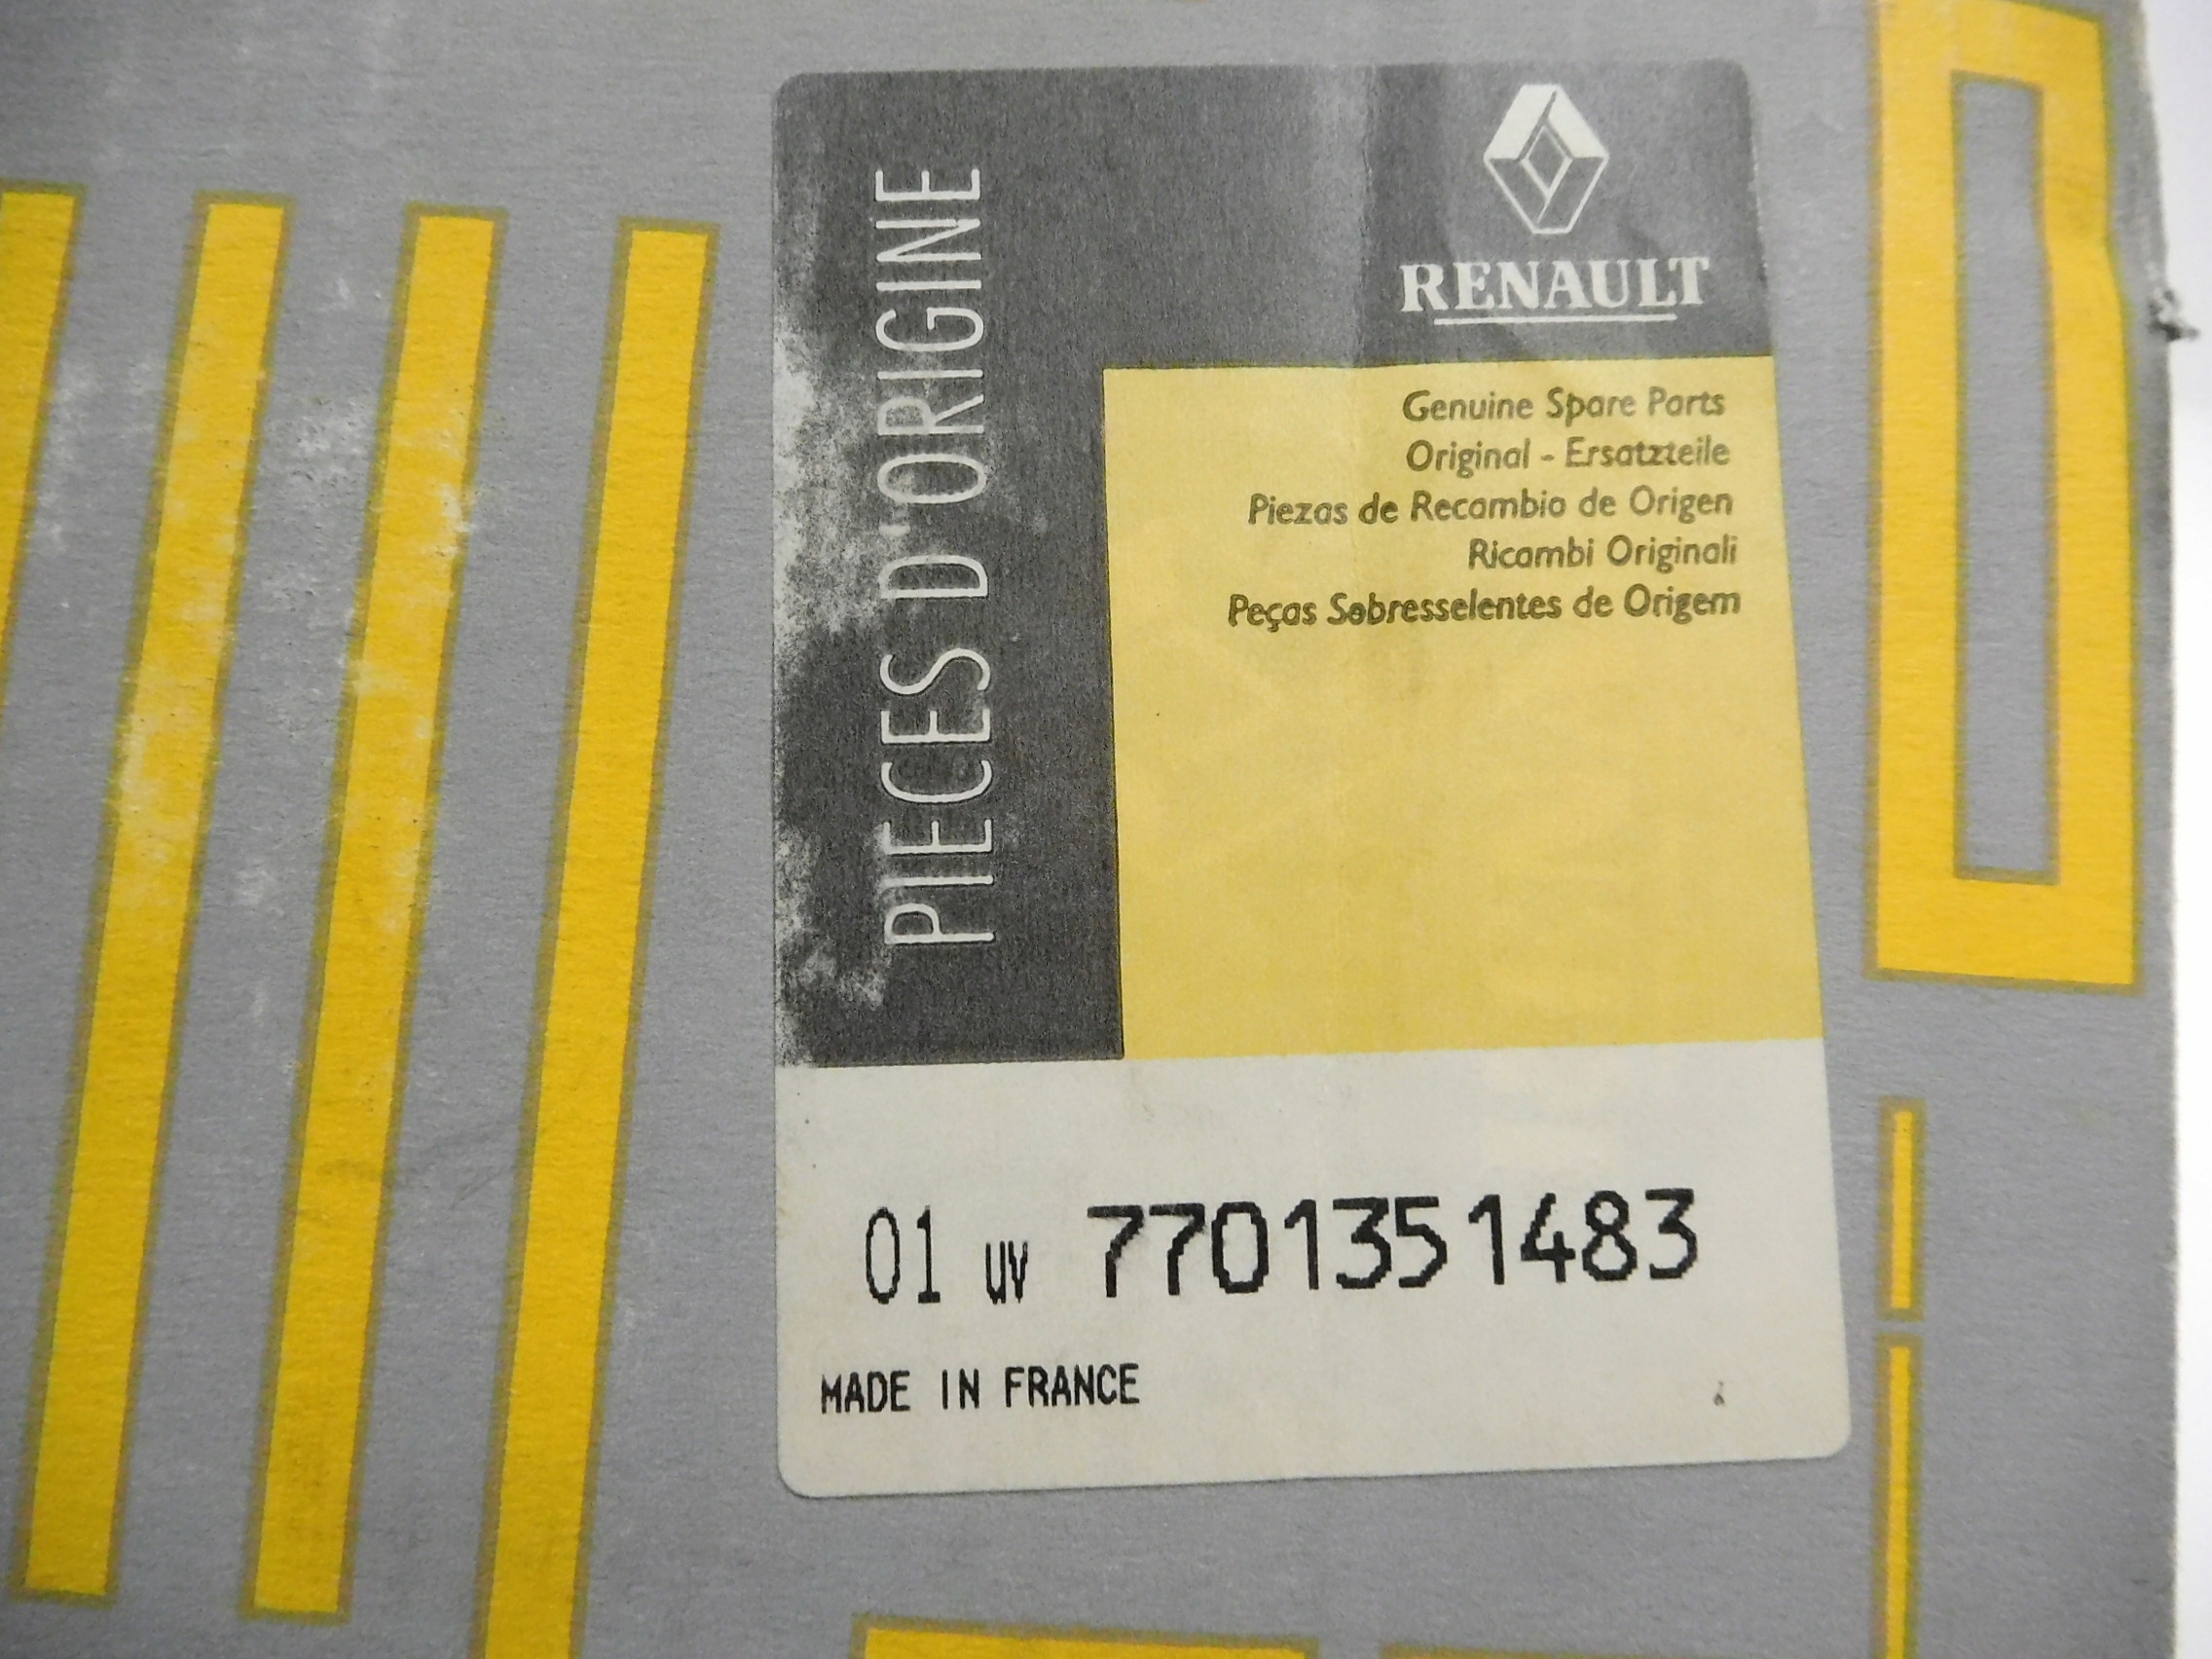 PIECES D'ORIGINE
RENAULT
Genuine Spare Parts
Original - Ersatzteile
Piezas de Recambio de Origen
Ricambi Originali
Peças Sobresselentes de Origem
01 uv 7701351483
MADE IN FRANCE